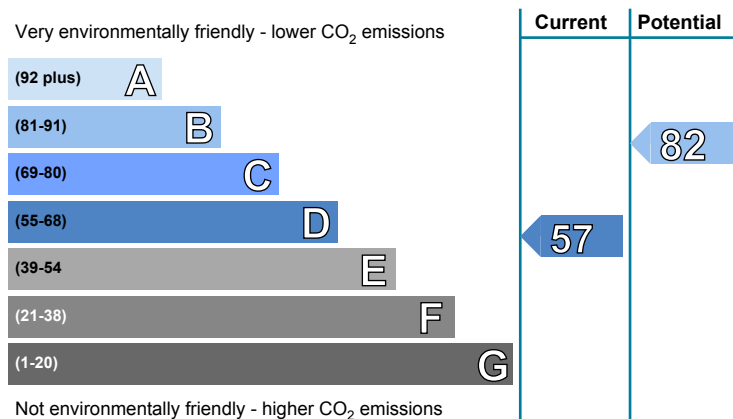 Very environmentally friendly - lower CO₂ emissions
Current
Potential
(92 plus) A
(81-91) B
(69-80) C
(55-68) D
(39-54 E
(21-38) F
(1-20) G
82
57
Not environmentally friendly - higher CO₂ emissions